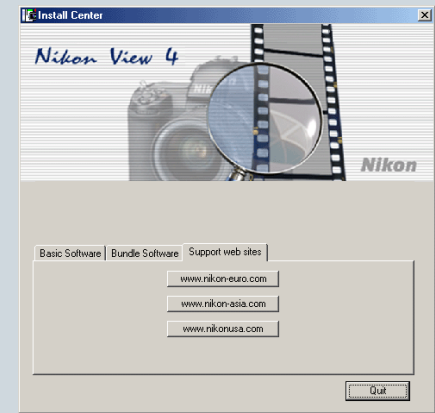 Install Center
Nikon View 4
Nikon
Basic Software Bundle Software Support web sites
www.nikon-euro.com
www.nikon-asia.com
www.nikonusa.com
Quit